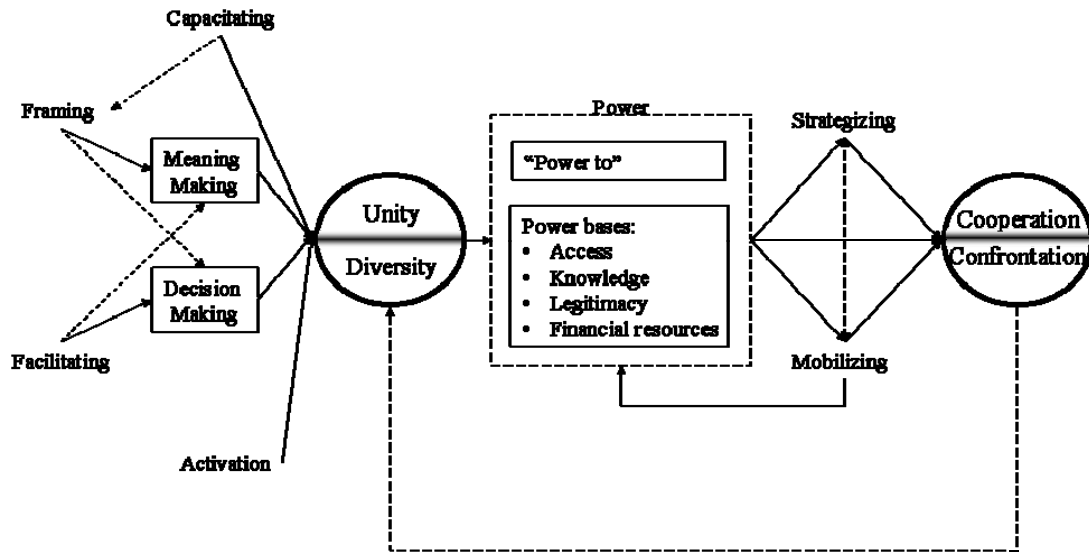 Capacitating
Framing
Meaning
Making
Decision
Making
Facilitating
Activation
Unity
Diversity
Power
“Power to”
Power bases:
• Access
• Knowledge
• Legitimacy
• Financial resources
Strategizing
Mobilizing
Cooperation
Confrontation